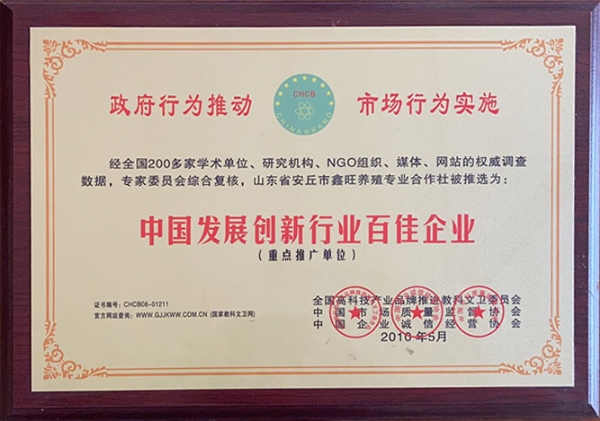 政府行为推动
CHCB
CHINAHUANO
市场行为实施
经全国200多家学术单位、研究机构、NGO组织、媒体、网站的权威调查
数据，专家委员会综合复核，山东省安丘市鑫旺养殖专业合作社被推选为：
中国发展创新行业百佳企业
（重点推广单位）
证书编号：CHCB08-01211
官方网站查询：WWW.GJJKWW.COM.CN（国家教科文卫网）
全国高科技产业品牌推进教科文卫委员会
中国市场质量监督协会
中国企业诚信经营协会
2010年5月